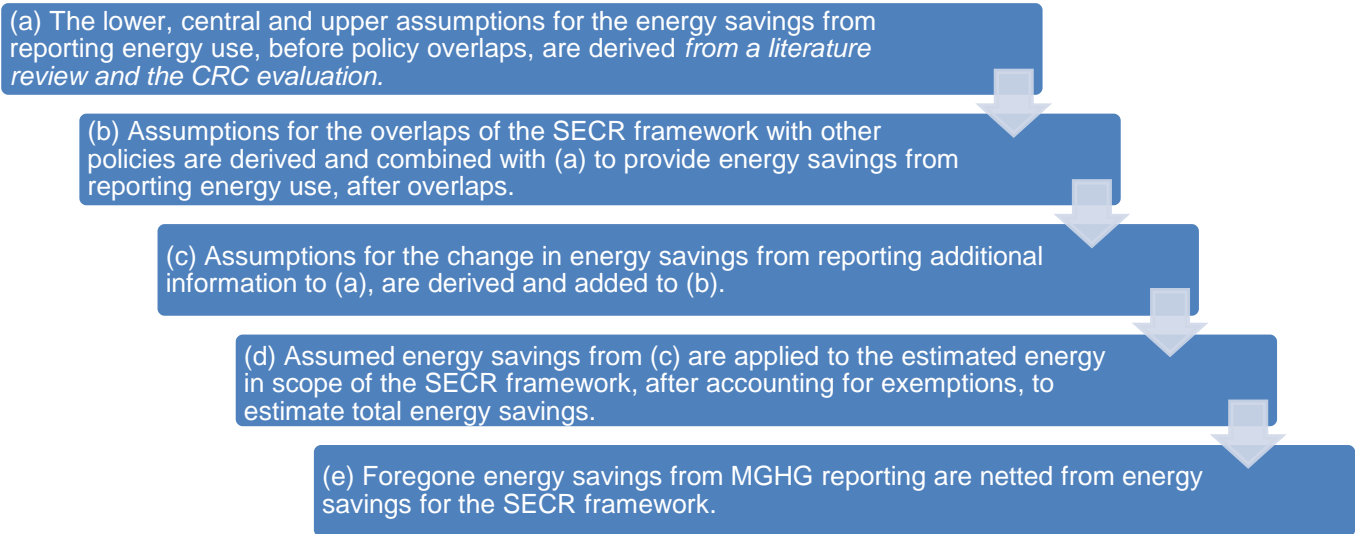 (a) The lower, central and upper assumptions for the energy savings from
reporting energy use, before policy overlaps, are derived from a literature
review and the CRC evaluation.
(b) Assumptions for the overlaps of the SECR framework with other
policies are derived and combined with (a) to provide energy savings from
reporting energy use, after overlaps.
(c) Assumptions for the change in energy savings from reporting additional
information to (a), are derived and added to (b).
(d) Assumed energy savings from (c) are applied to the estimated energy
in scope of the SECR framework, after accounting for exemptions, to
estimate total energy savings.
(e) Foregone energy savings from MGHG reporting are netted from energy
savings for the SECR framework.